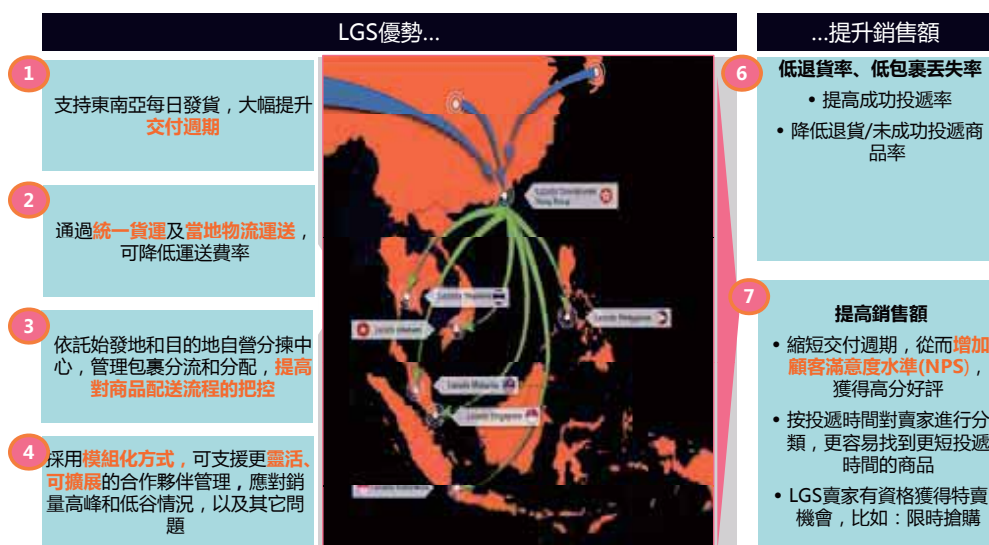 LGS優勢...
...提升銷售額
1
支持東南亞每日發貨，大幅提升
交付週期
2
通過統一貨運及當地物流運送，
可降低運送費率
3
依託始發地和目的地自營分揀中
心，管理包裹分流和分配，提高
對商品配送流程的把控
4
採用模組化方式，可支援更靈活、
可擴展的合作夥伴管理，應對銷
量高峰和低谷情況，以及其它問
題
Hong Kong
Lazada Thailand
Lazada Vietnam
Lazada Philippines
Lazada Malaysia
Lazada Singapore
6
低退貨率、低包裹丟失率
• 提高成功投遞率
• 降低退貨/未成功投遞商
品率
7
提高銷售額
• 縮短交付週期，從而增加
顧客滿意度水準(NPS)，
獲得高分好評
• 按投遞時間對賣家進行分
類，更容易找到更短投遞
時間的商品
• LGS賣家有資格獲得特賣
機會，比如：限時搶購